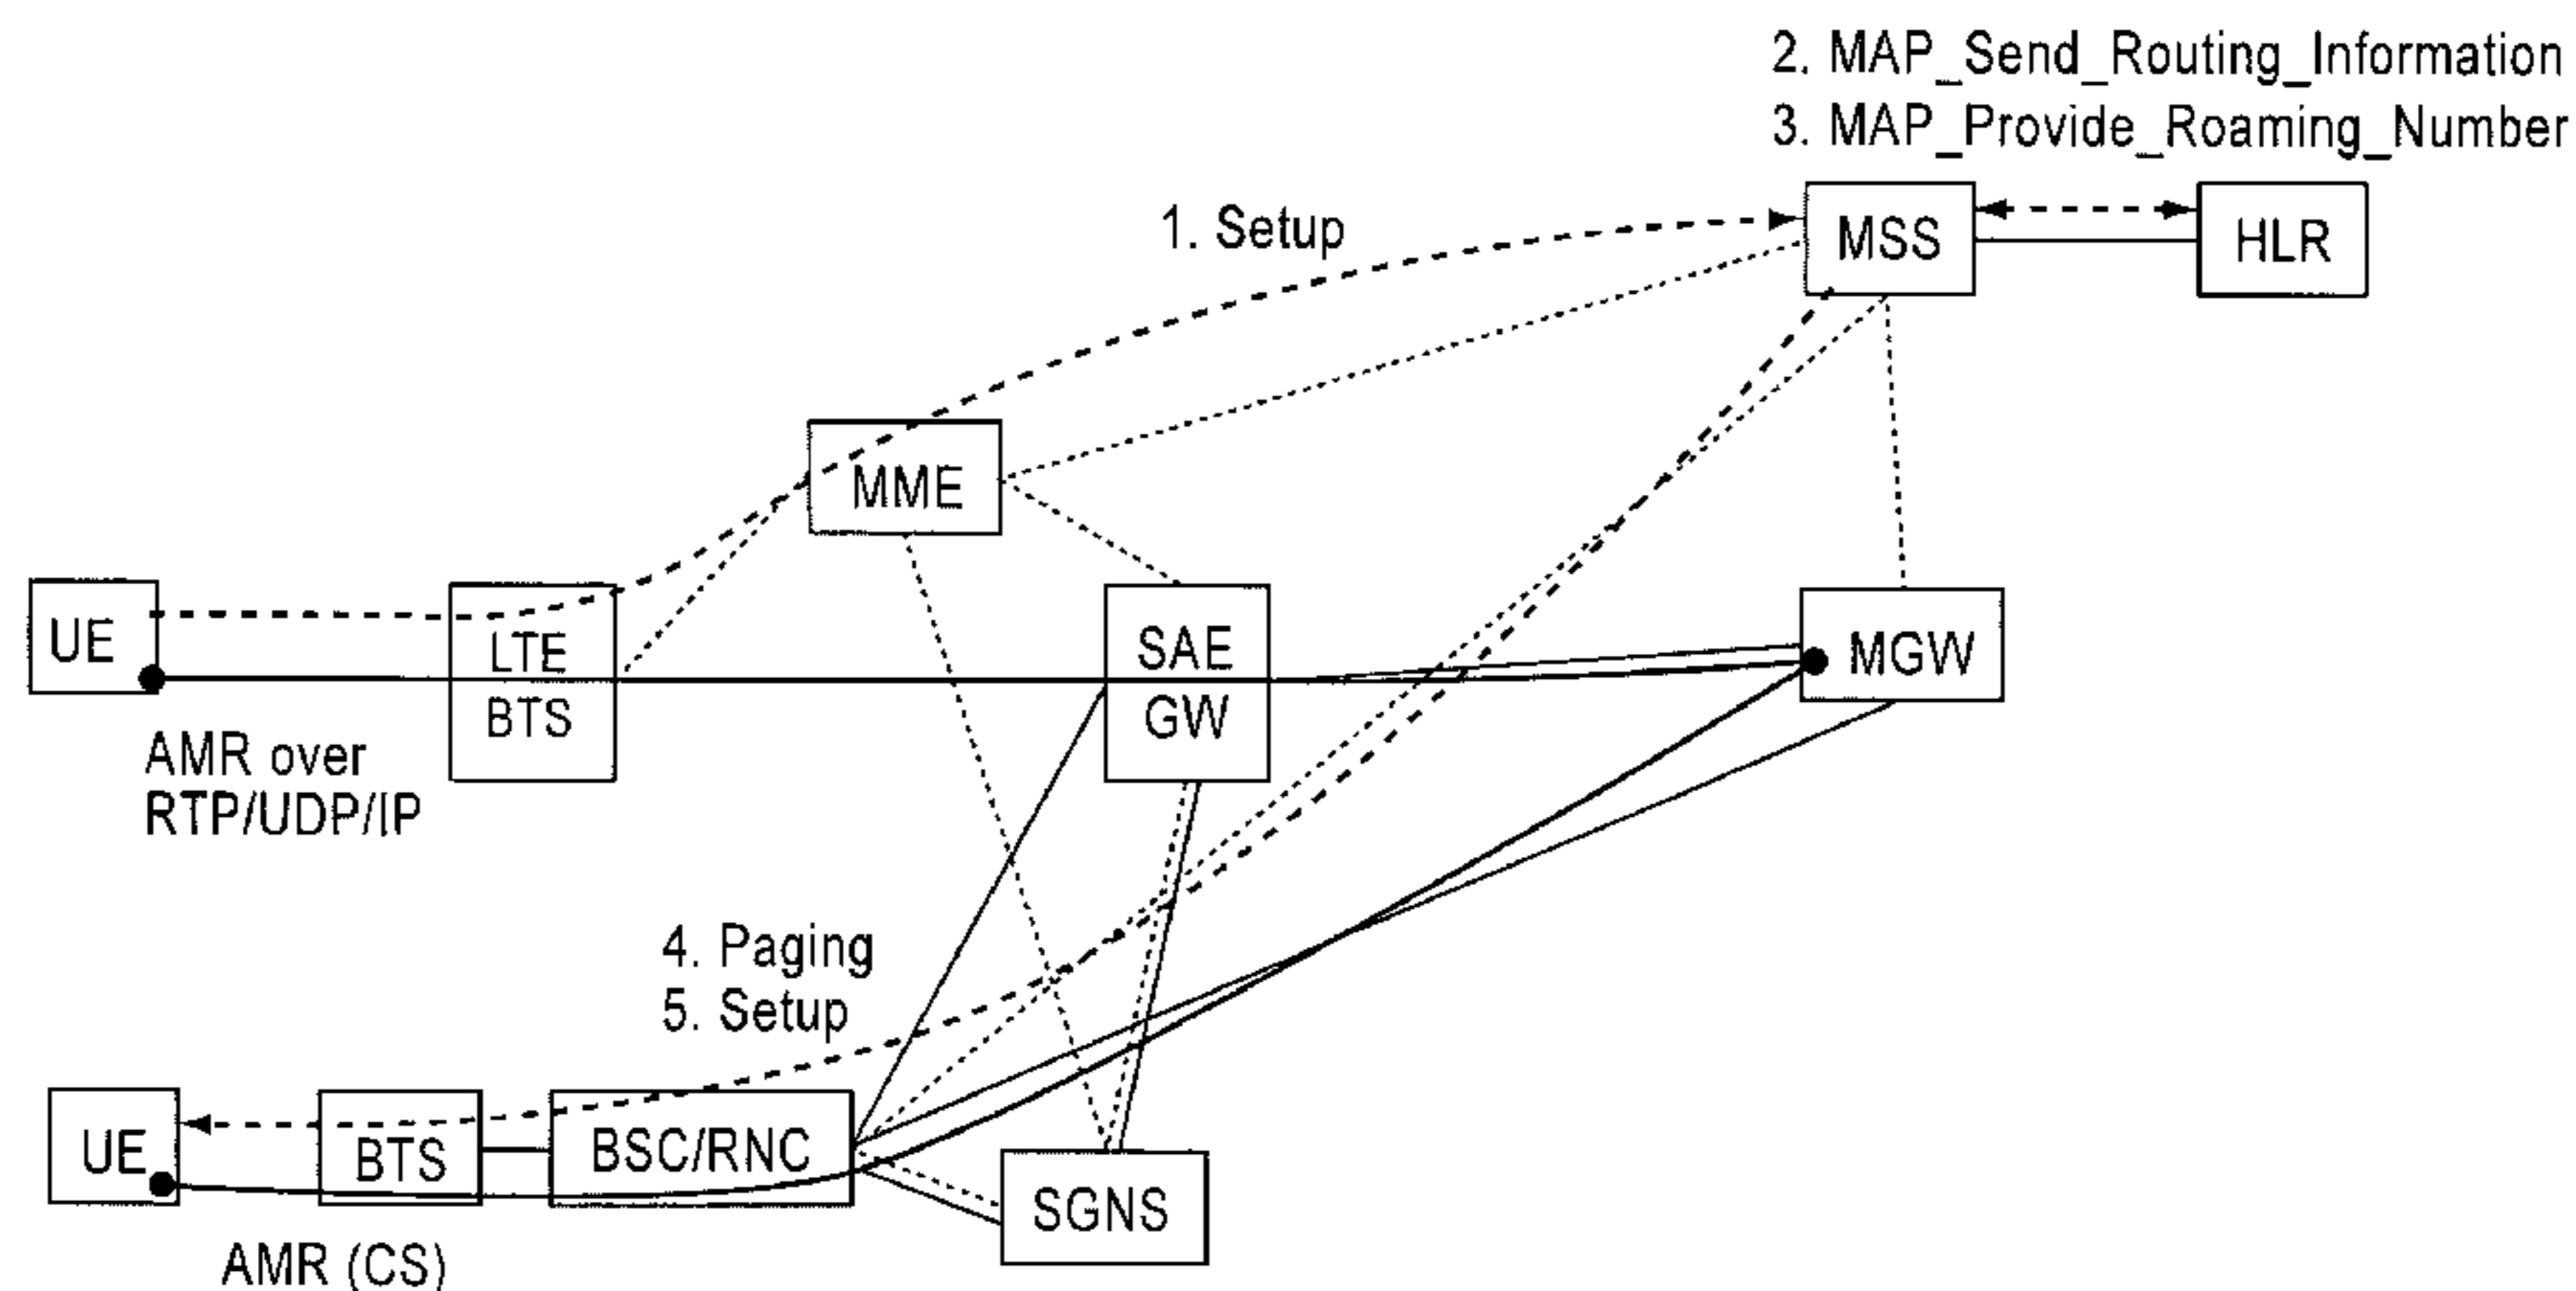 2. MAP_Send_Routing_Information
3. MAP_Provide_Roaming_Number
1. Setup
MSS
HLR
MME
UE
LTE
BTS
SAE
GW
MGW
AMR over
RTP/UDP/IP
4. Paging
5. Setup
UE
BTS
BSC/RNC
SGNS
AMR (CS)